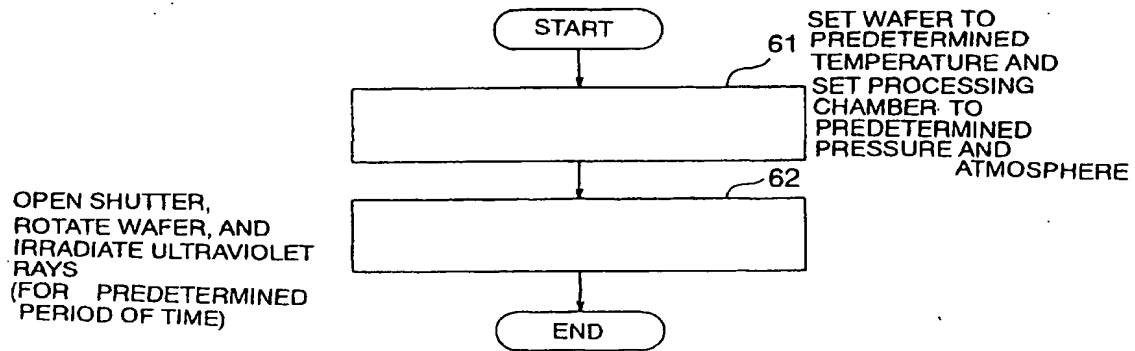 START
61
SET WAFER TO
PREDETERMINED
TEMPERATURE AND
SET PROCESSING
CHAMBER TO
PREDETERMINED
PRESSURE AND
ATMOSPHERE
62
OPEN SHUTTER,
ROTATE WAFER, AND
IRRADIATE ULTRAVIOLET
RAYS
(FOR PREDETERMINED
PERIOD OF TIME)
END